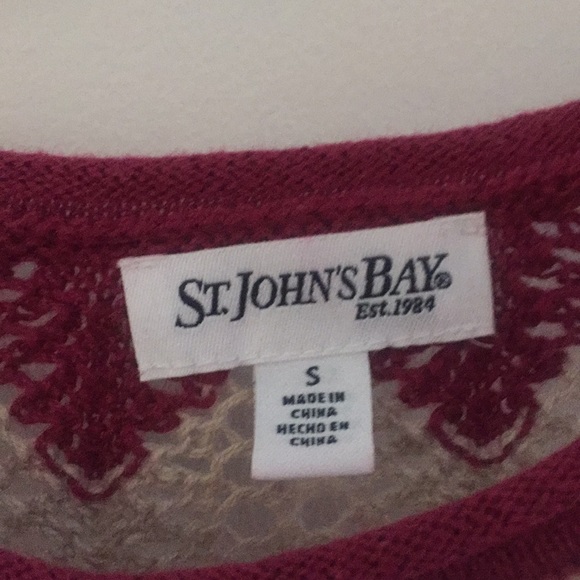 ST. JOHN'S BAY®
Est. 1984
S
MADE IN
CHINA
HECHO EN
CHINA